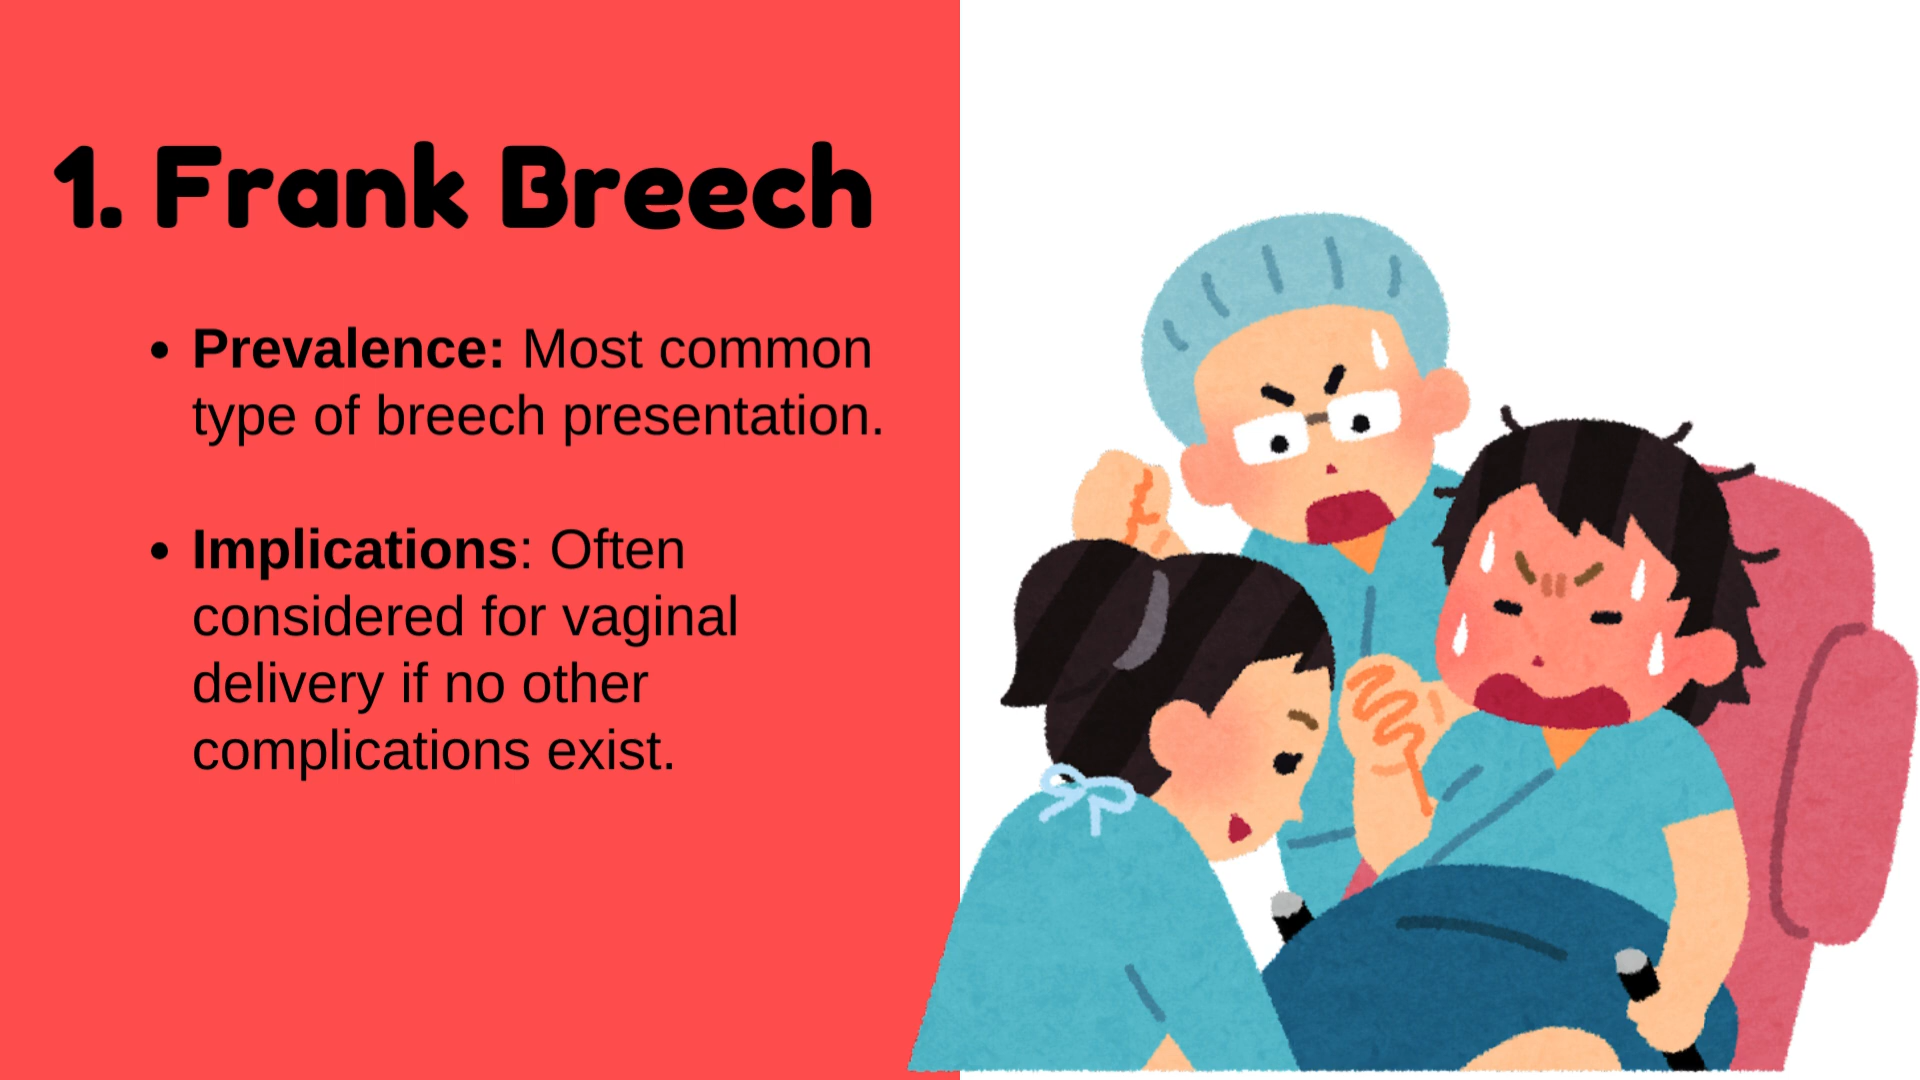 1. Frank Breech
• Prevalence: Most common
type of breech presentation.
• Implications: Often
considered for vaginal
delivery if no other
complications exist.